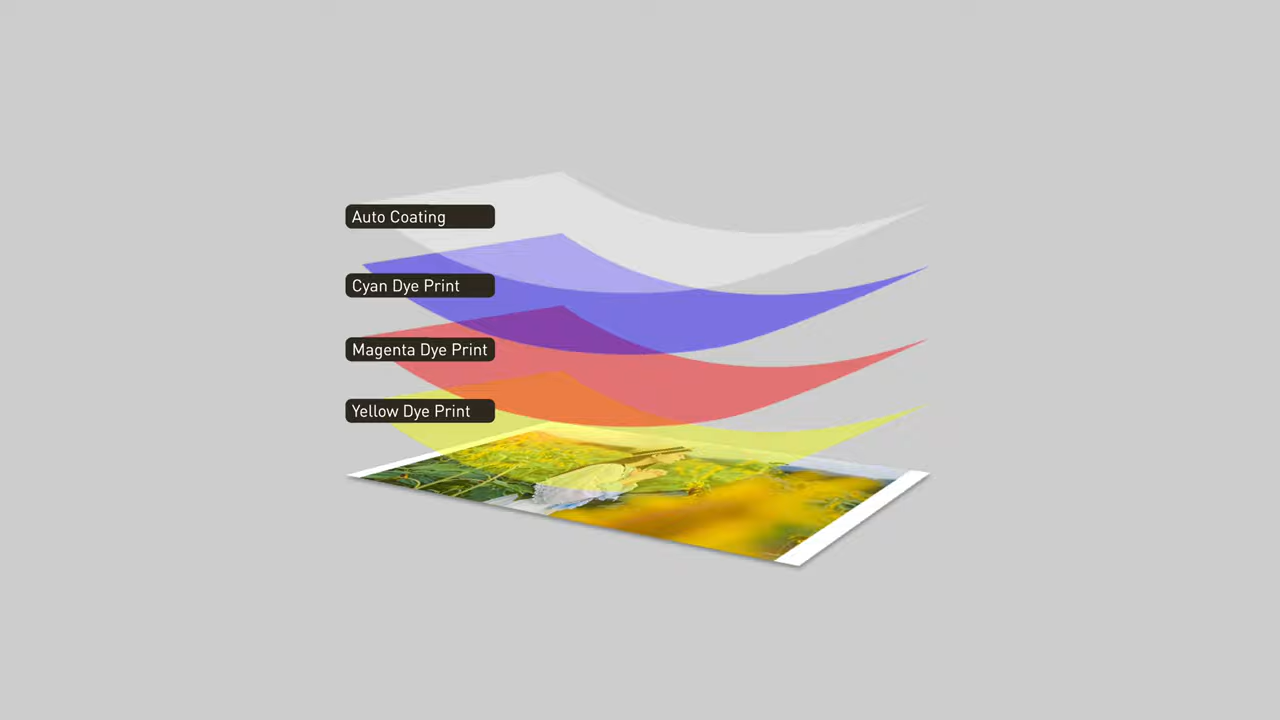 Auto Coating
Cyan Dye Print
Magenta Dye Print
Yellow Dye Print